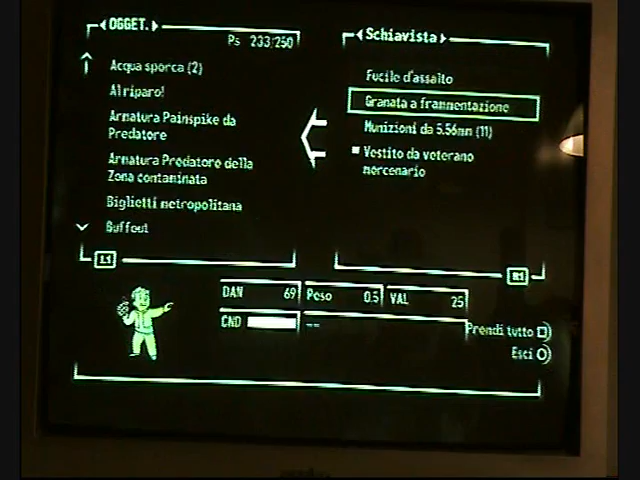 OGGET.
Ps 233/250
Acqua sporca (2)
Al riparo!
Armatura Painspike da
Predatore
Armatura Predatore della
Zona contaminata
Biglietti metropolitana
Buffout
L1
Schiavista
Fucile d'assalto
Granata a frammentazione
Munizioni da 5.56mm (11)
Vestito da veterano
mercenario
R1
DAN 69 Peso 0.5 VAL 25
CND --
Prendi tutto
Esci